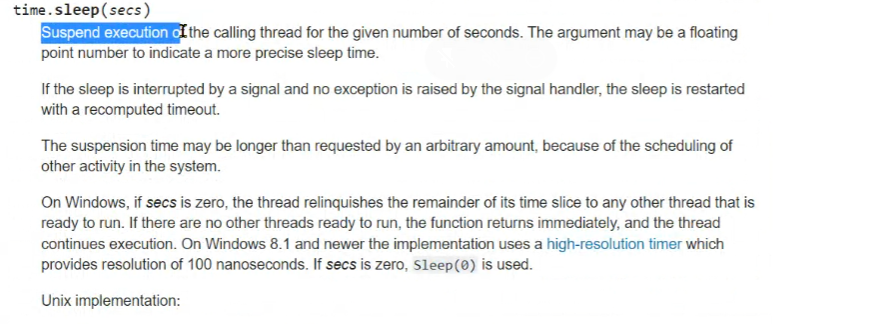 time.sleep(secs)
Suspend execution of the calling thread for the given number of seconds. The argument may be a floating
point number to indicate a more precise sleep time.
If the sleep is interrupted by a signal and no exception is raised by the signal handler, the sleep is restarted
with a recomputed timeout.
The suspension time may be longer than requested by an arbitrary amount, because of the scheduling of
other activity in the system.
On Windows, if secs is zero, the thread relinquishes the remainder of its time slice to any other thread that is
ready to run. If there are no other threads ready to run, the function returns immediately, and the thread
continues execution. On Windows 8.1 and newer the implementation uses a high-resolution timer which
provides resolution of 100 nanoseconds. If secs is zero, Sleep(0) is used.
Unix implementation: